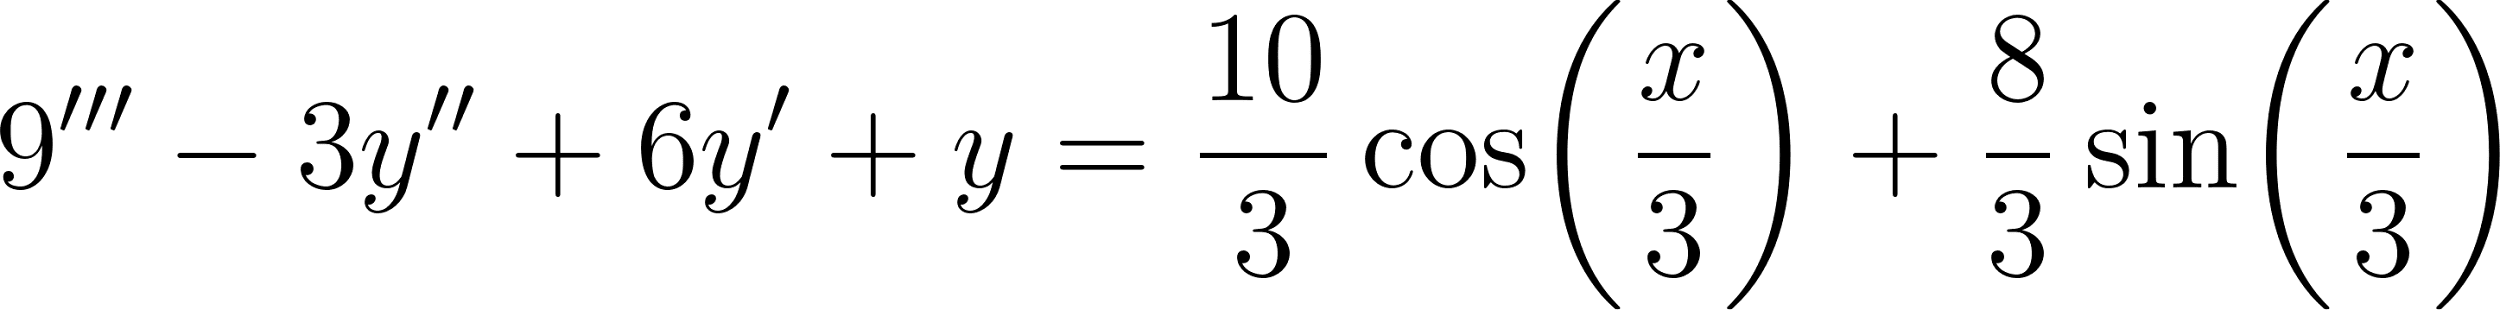 9''' − 3y'' + 6y' + y = 10/3 cos(x/3) + 8/3 sin(x/3)